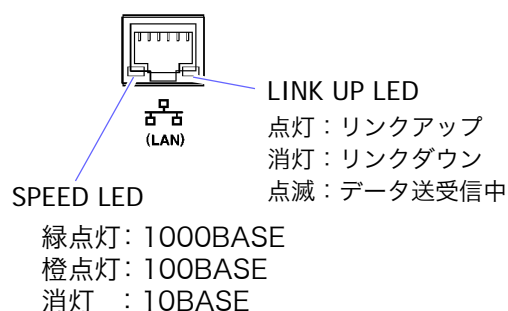 (LAN)
LINK UP LED
点灯：リンクアップ
消灯：リンクダウン
点滅：データ送受信中
SPEED LED
緑点灯：1000BASE
橙点灯：100BASE
消灯　：10BASE